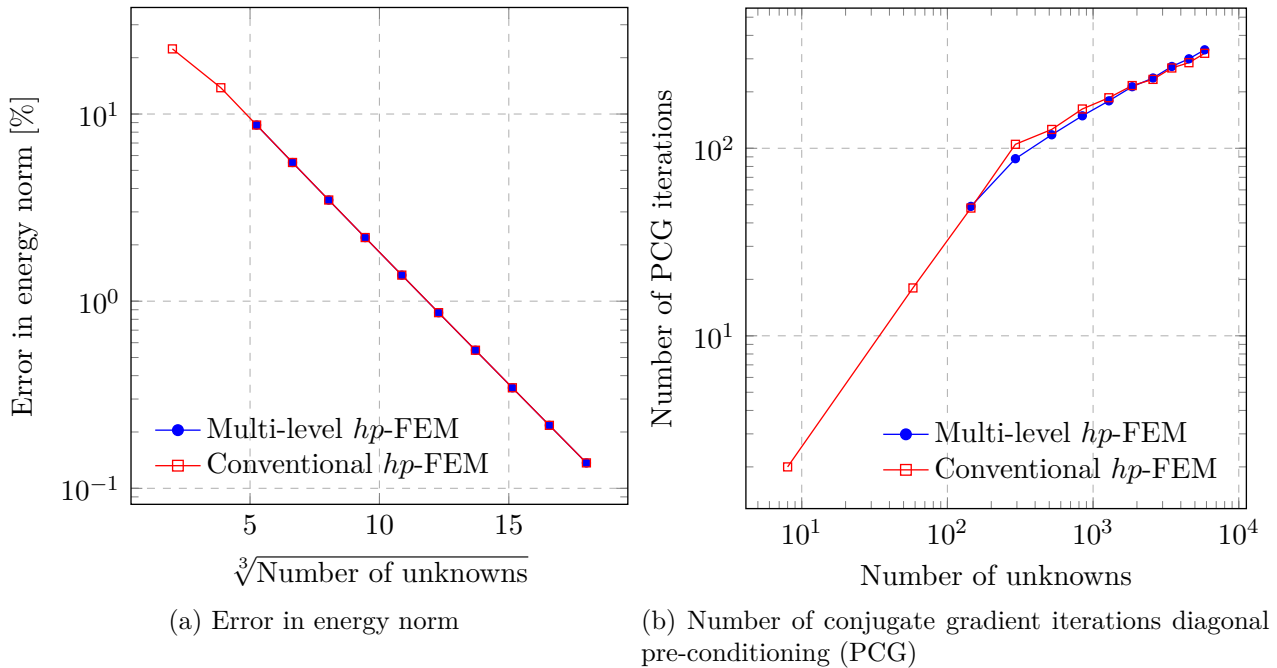 Error in energy norm [%]
10^1
10^0
10^−1
5
10
15
∛Number of unknowns
Multi-level hp-FEM
Conventional hp-FEM
(a) Error in energy norm
Number of PCG iterations
10^2
10^1
10^1
10^2
10^3
10^4
Number of unknowns
Multi-level hp-FEM
Conventional hp-FEM
(b) Number of conjugate gradient iterations diagonal
pre-conditioning (PCG)